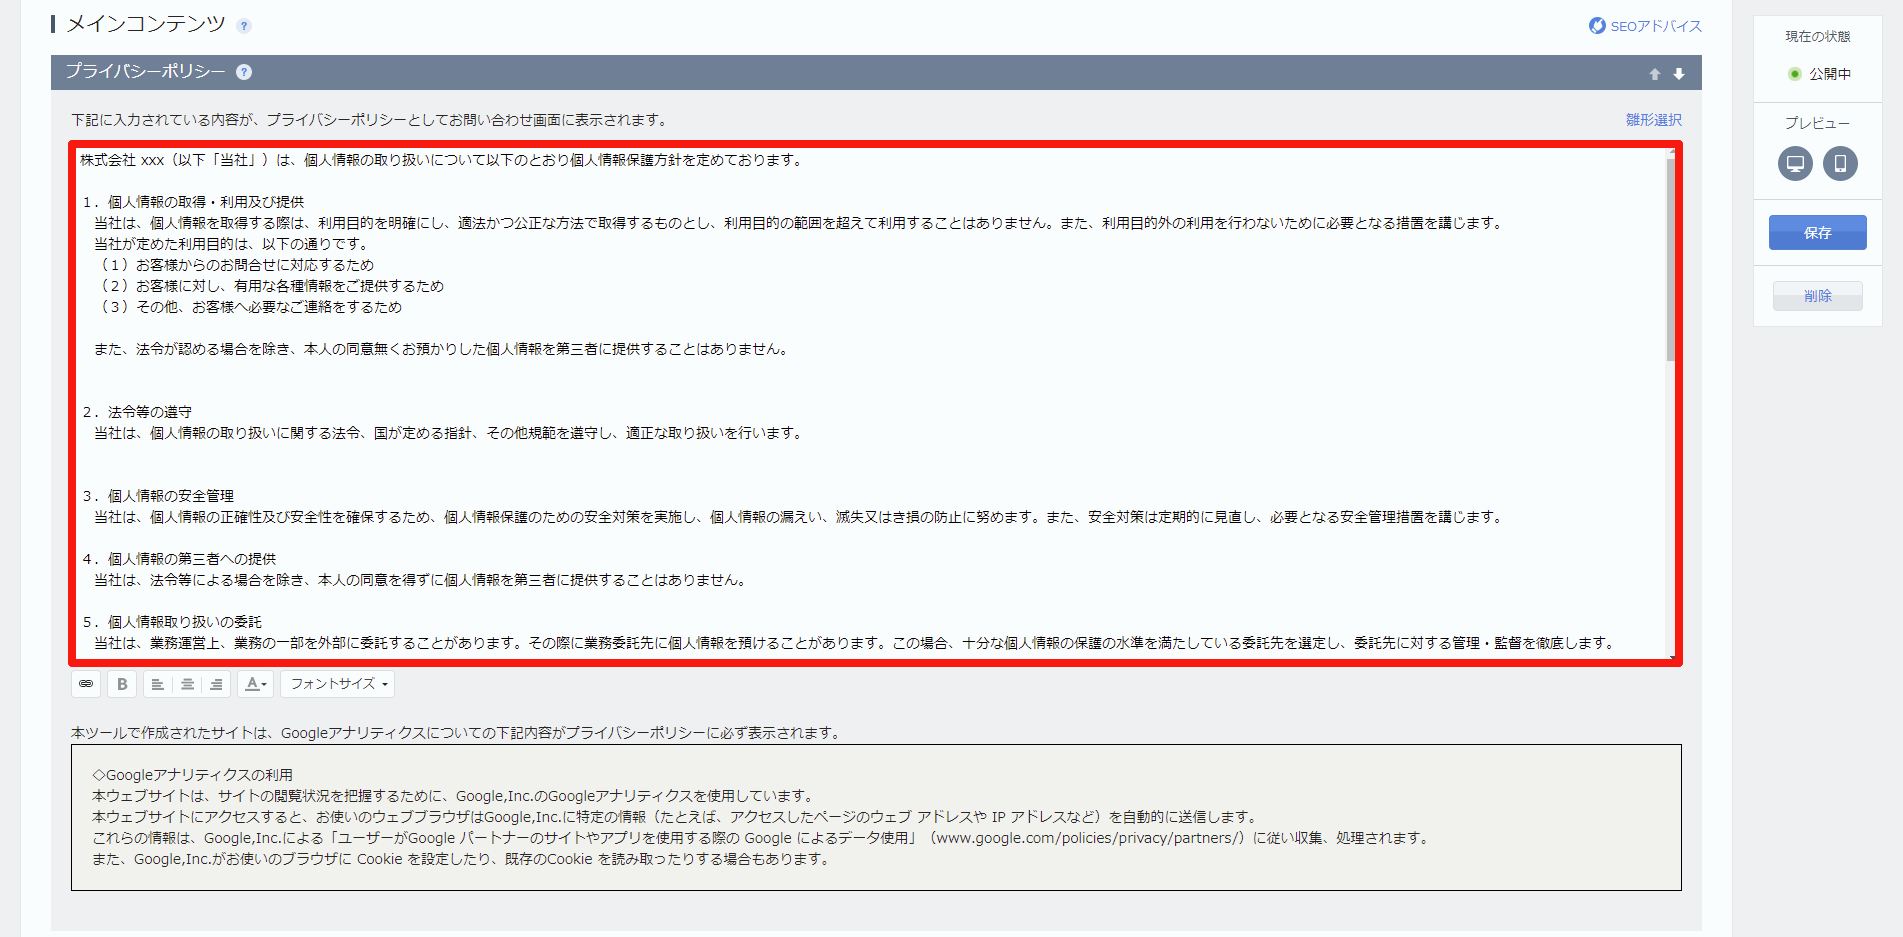 メインコンテンツ ?
SEOアドバイス
プライバシーポリシー ?
下記に入力されている内容が、プライバシーポリシーとしてお問い合わせ画面に表示されます。
雛形選択
株式会社 xxx（以下「当社」）は、個人情報の取り扱いについて以下のとおり個人情報保護方針を定めております。
１．個人情報の取得・利用及び提供
当社は、個人情報を取得する際は、利用目的を明確にし、適法かつ公正な方法で取得するものとし、利用目的の範囲を超えて利用することはありません。また、利用目的外の利用を行わないために必要となる措置を講じます。
当社が定めた利用目的は、以下の通りです。
（１）お客様からのお問合せに対応するため
（２）お客様に対し、有用な各種情報をご提供するため
（３）その他、お客様へ必要なご連絡をするため
また、法令が認める場合を除き、本人の同意無くお預かりした個人情報を第三者に提供することはありません。
２．法令等の遵守
当社は、個人情報の取り扱いに関する法令、国が定める指針、その他規範を遵守し、適正な取り扱いを行います。
３．個人情報の安全管理
当社は、個人情報の正確性及び安全性を確保するため、個人情報保護のための安全対策を実施し、個人情報の漏えい、滅失又はき損の防止に努めます。また、安全対策は定期的に見直し、必要となる安全管理措置を講じます。
４．個人情報の第三者への提供
当社は、法令等による場合を除き、本人の同意を得ずに個人情報を第三者に提供することはありません。
５．個人情報取り扱いの委託
当社は、業務運営上、業務の一部を外部に委託することがあります。その際に業務委託先に個人情報を預けることがあります。この場合、十分な個人情報の保護の水準を満たしている委託先を選定し、委託先に対する管理・監督を徹底します。
B A フォントサイズ
本ツールで作成されたサイトは、Googleアナリティクスについての下記内容がプライバシーポリシーに必ず表示されます。
◇Googleアナリティクスの利用
本ウェブサイトは、サイトの閲覧状況を把握するために、Google,Inc.のGoogleアナリティクスを使用しています。
本ウェブサイトにアクセスすると、お使いのウェブブラウザはGoogle,Inc.に特定の情報（たとえば、アクセスしたページのウェブ アドレスや IP アドレスなど）を自動的に送信します。
これらの情報は、Google,Inc.による「ユーザーがGoogle パートナーのサイトやアプリを使用する際の Google によるデータ使用」（www.google.com/policies/privacy/partners/）に従い収集、処理されます。
また、Google,Inc.がお使いのブラウザに Cookie を設定したり、既存のCookie を読み取ったりする場合もあります。
現在の状態
公開中
プレビュー
保存
削除